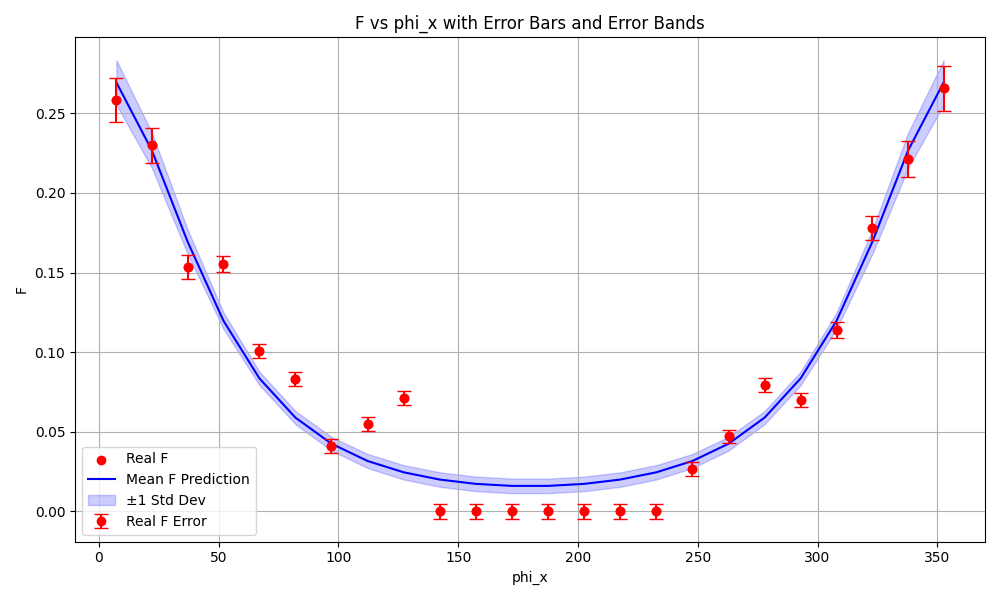 F vs phi_x with Error Bars and Error Bands
F
0.25
0.20
0.15
0.10
0.05
0.00
Real F
Mean F Prediction
±1 Std Dev
Real F Error
0 50 100 150 200 250 300 350
phi_x